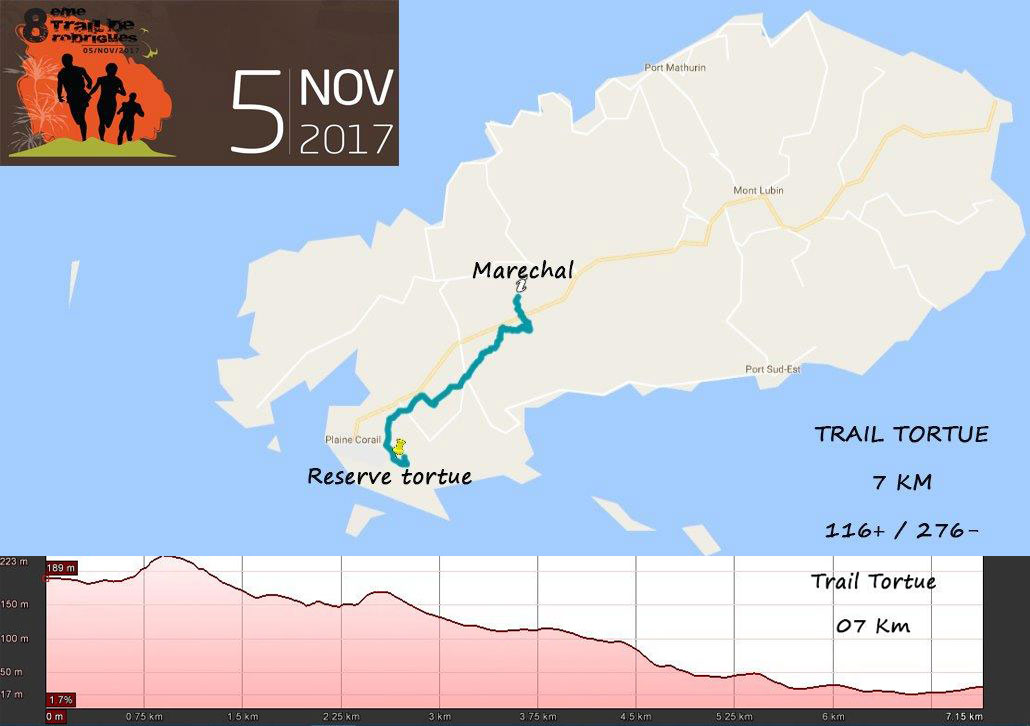 8 eme
Trail de
rodrigues
05/NOV/2017
5 NOV
2017
Port Mathurin
Mont Lubin
Marechal
Port Sud-Est
Plaine Corail
Reserve tortue
TRAIL TORTUE
7 KM
116+ / 276-
223 m
189 m
150 m
100 m
50 m
17 m
1.7%
Trail Tortue
07 Km
0 m 0.75 km 1.5 km 2.25 km 3 km 3.75 km 4.5 km 5.25 km 6 km 7.15 km